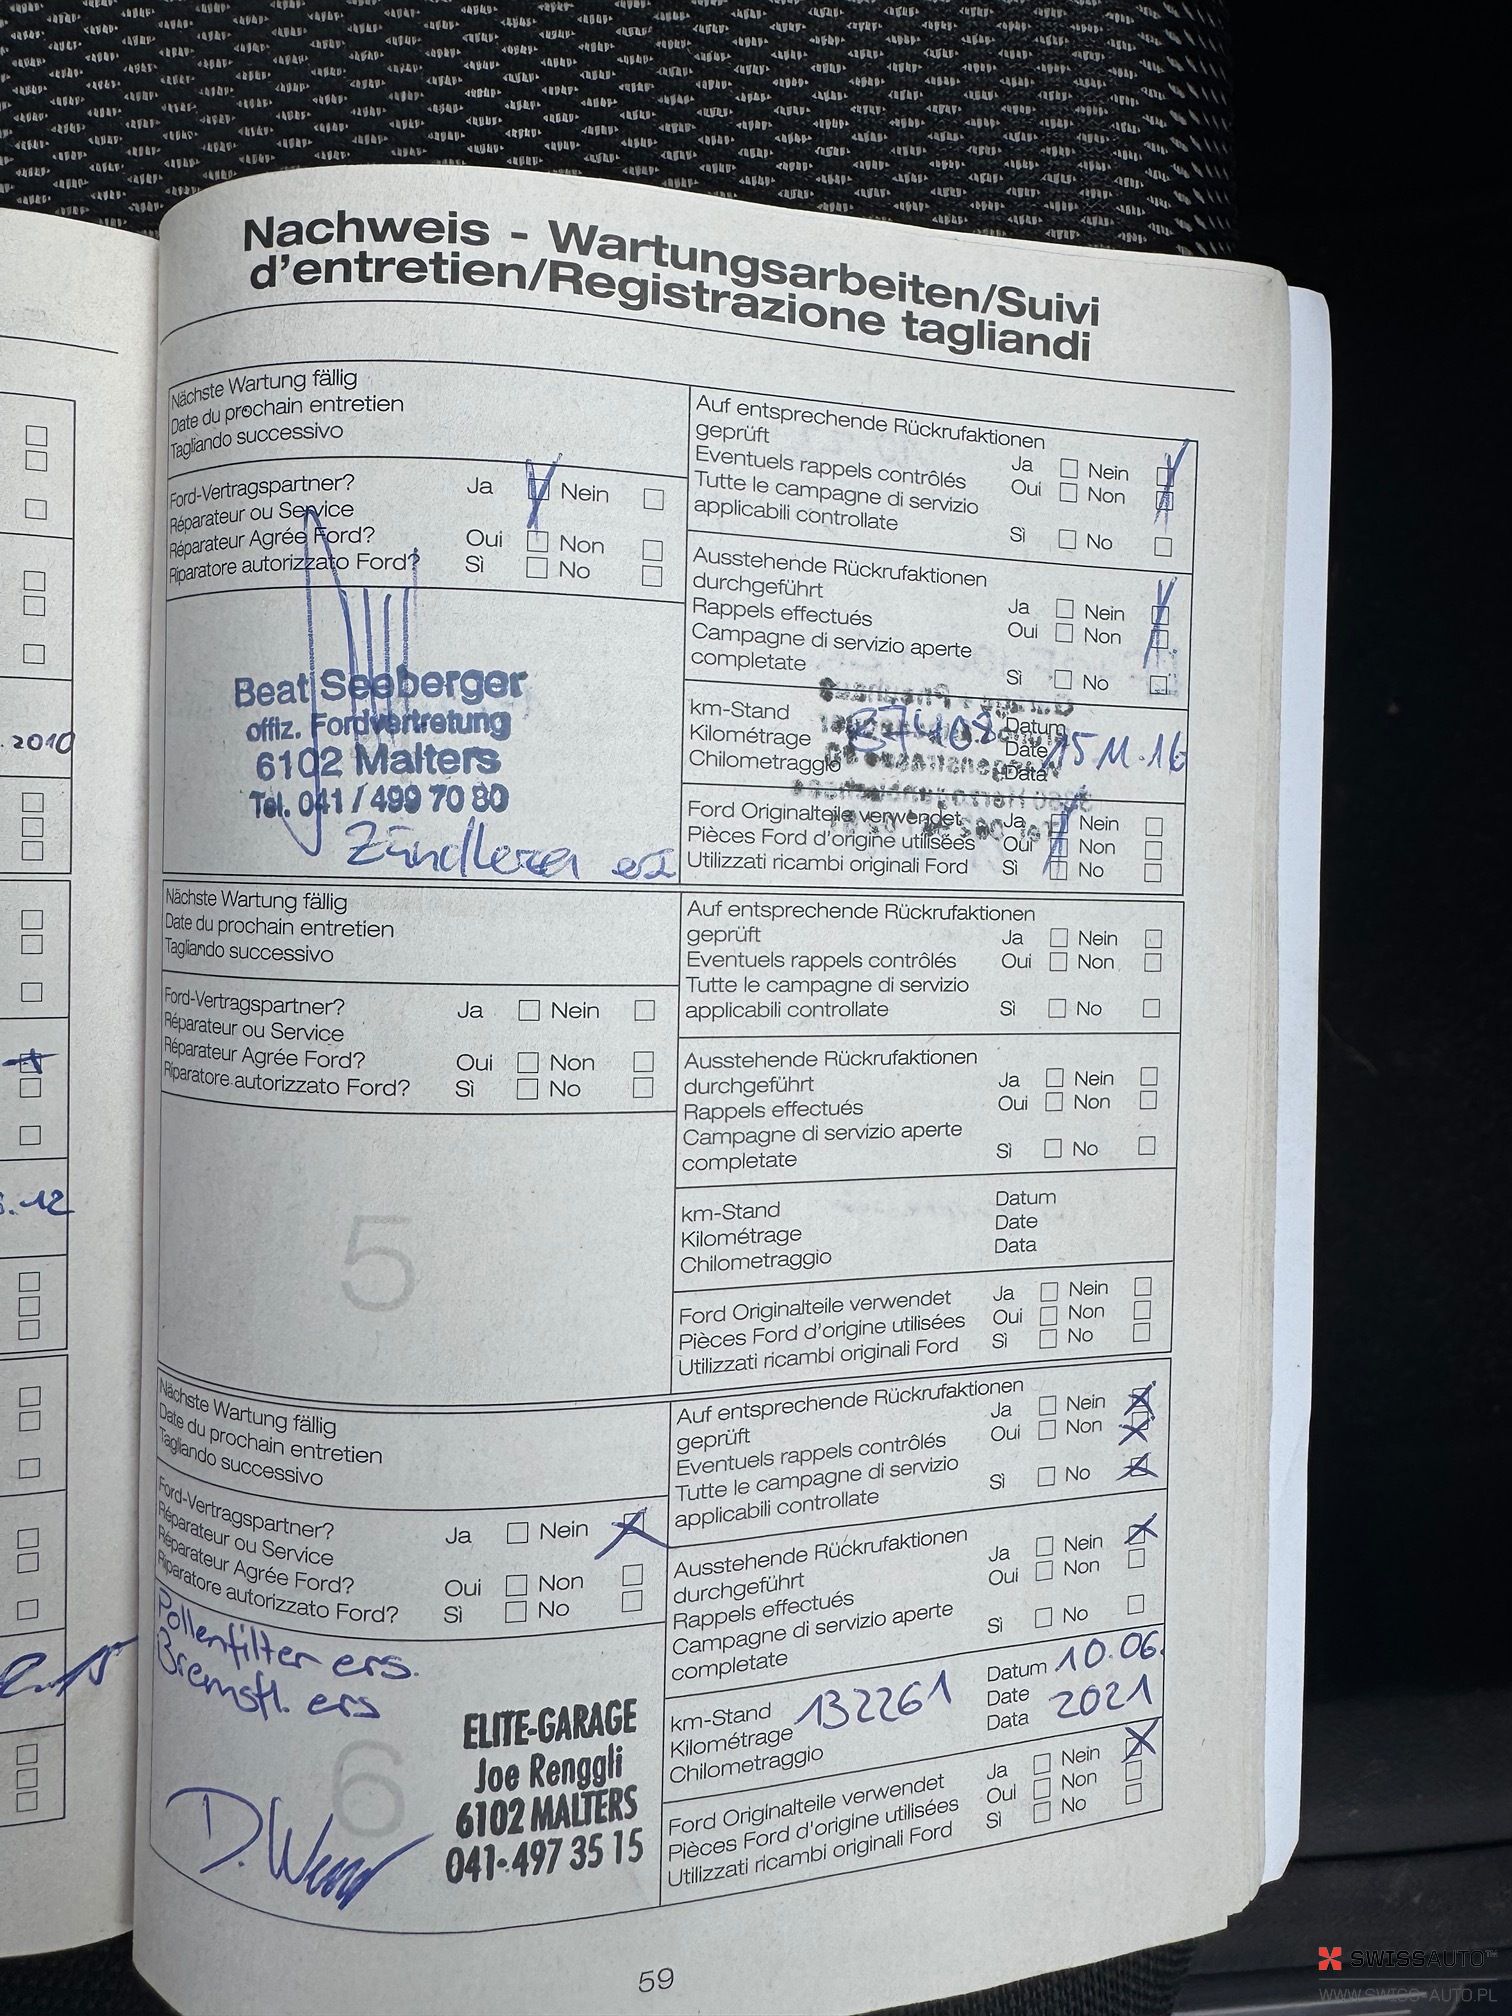 Nachweis - Wartungsarbeiten/Suivi
d'entretien/Registrazione tagliandi
Nächste Wartung fällig
Date du prochain entretien
Tagliando successivo
Ford-Vertragspartner?
Réparateur ou Service
Réparateur Agrée Ford?
Riparatore autorizzato Ford?
Ja Nein
Oui Non
Sì No
Beat Seeberger
offiz. Fordvertretung
6102 Malters
Tel. 041 / 499 70 80
Auf entsprechende Rückrufaktionen
geprüft
Eventuels rappels contrôlés
Tutte le campagne di servizio
applicabili controllate
Ja Nein
Oui Non
Sì No
Ausstehende Rückrufaktionen
durchgeführt
Rappels effectués
Campagne di servizio aperte
completate
Ja Nein
Oui Non
Sì No
km-Stand
Kilométrage
Chilometraggio
Datum
Date
Data
15.11.16
Ford Originalteile verwendet
Pièces Ford d'origine utilisées
Utilizzati ricambi originali Ford
Ja Nein
Oui Non
Sì No
Nächste Wartung fällig
Date du prochain entretien
Tagliando successivo
Ford-Vertragspartner?
Réparateur ou Service
Réparateur Agrée Ford?
Riparatore autorizzato Ford?
Ja Nein
Oui Non
Sì No
5
Auf entsprechende Rückrufaktionen
geprüft
Eventuels rappels contrôlés
Tutte le campagne di servizio
applicabili controllate
Ja Nein
Oui Non
Sì No
Ausstehende Rückrufaktionen
durchgeführt
Rappels effectués
Campagne di servizio aperte
completate
Ja Nein
Oui Non
Sì No
km-Stand
Kilométrage
Chilometraggio
Datum
Date
Data
Ford Originalteile verwendet
Pièces Ford d'origine utilisées
Utilizzati ricambi originali Ford
Ja Nein
Oui Non
Sì No
Nächste Wartung fällig
Date du prochain entretien
Tagliando successivo
Ford-Vertragspartner?
Réparateur ou Service
Réparateur Agrée Ford?
Riparatore autorizzato Ford?
Ja Nein
Oui Non
Sì No
Pollenfilter ers.
Bremsfl. ers
6
ELITE-GARAGE
Joe Renggli
6102 MALTERS
041-497 35 15
Auf entsprechende Rückrufaktionen
geprüft
Eventuels rappels contrôlés
Tutte le campagne di servizio
applicabili controllate
Ja Nein
Oui Non
Sì No
Ausstehende Rückrufaktionen
durchgeführt
Rappels effectués
Campagne di servizio aperte
completate
Ja Nein
Oui Non
Sì No
km-Stand
Kilométrage
Chilometraggio
132261
Datum
Date
Data
10.06.
2021
Ford Originalteile verwendet
Pièces Ford d'origine utilisées
Utilizzati ricambi originali Ford
Ja Nein
Oui Non
Sì No
59
.2010
.12
SWISSAUTO™
WWW.SWISS-AUTO.PL